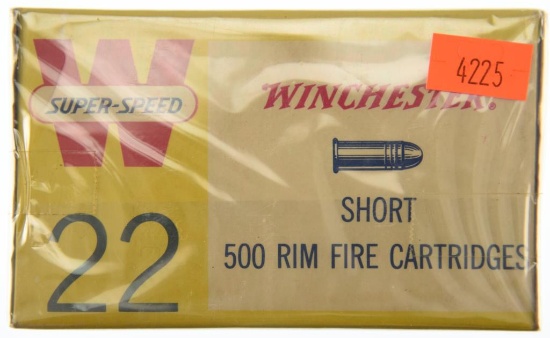 W
SUPER-SPEED
22
4225
WINCHESTER®
SHORT
500 RIM FIRE CARTRIDGES